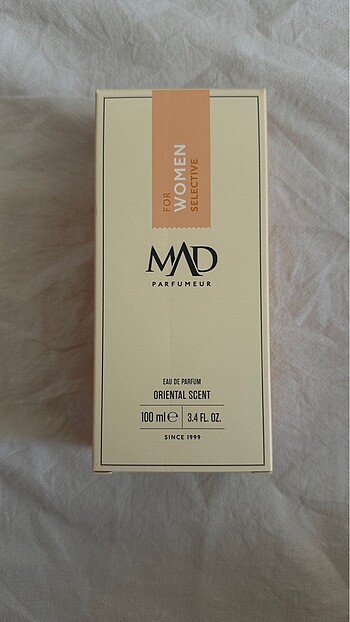 FOR
WOMEN
SELECTIVE
MAD
PARFUMEUR
EAU DE PARFUM
ORIENTAL SCENT
100 ml e 3.4 FL. OZ.
SINCE 1999